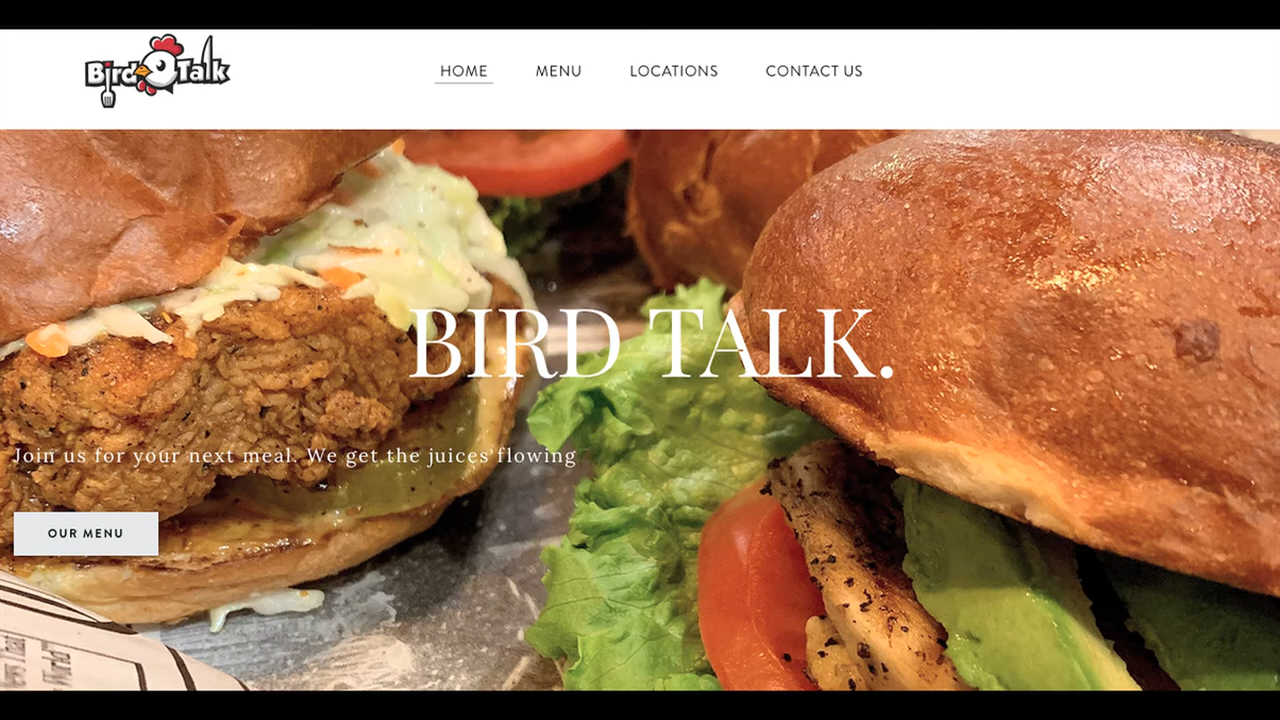 Bird Talk
HOME MENU LOCATIONS CONTACT US
BIRD TALK.
Join us for your next meal. We get the juices flowing
OUR MENU